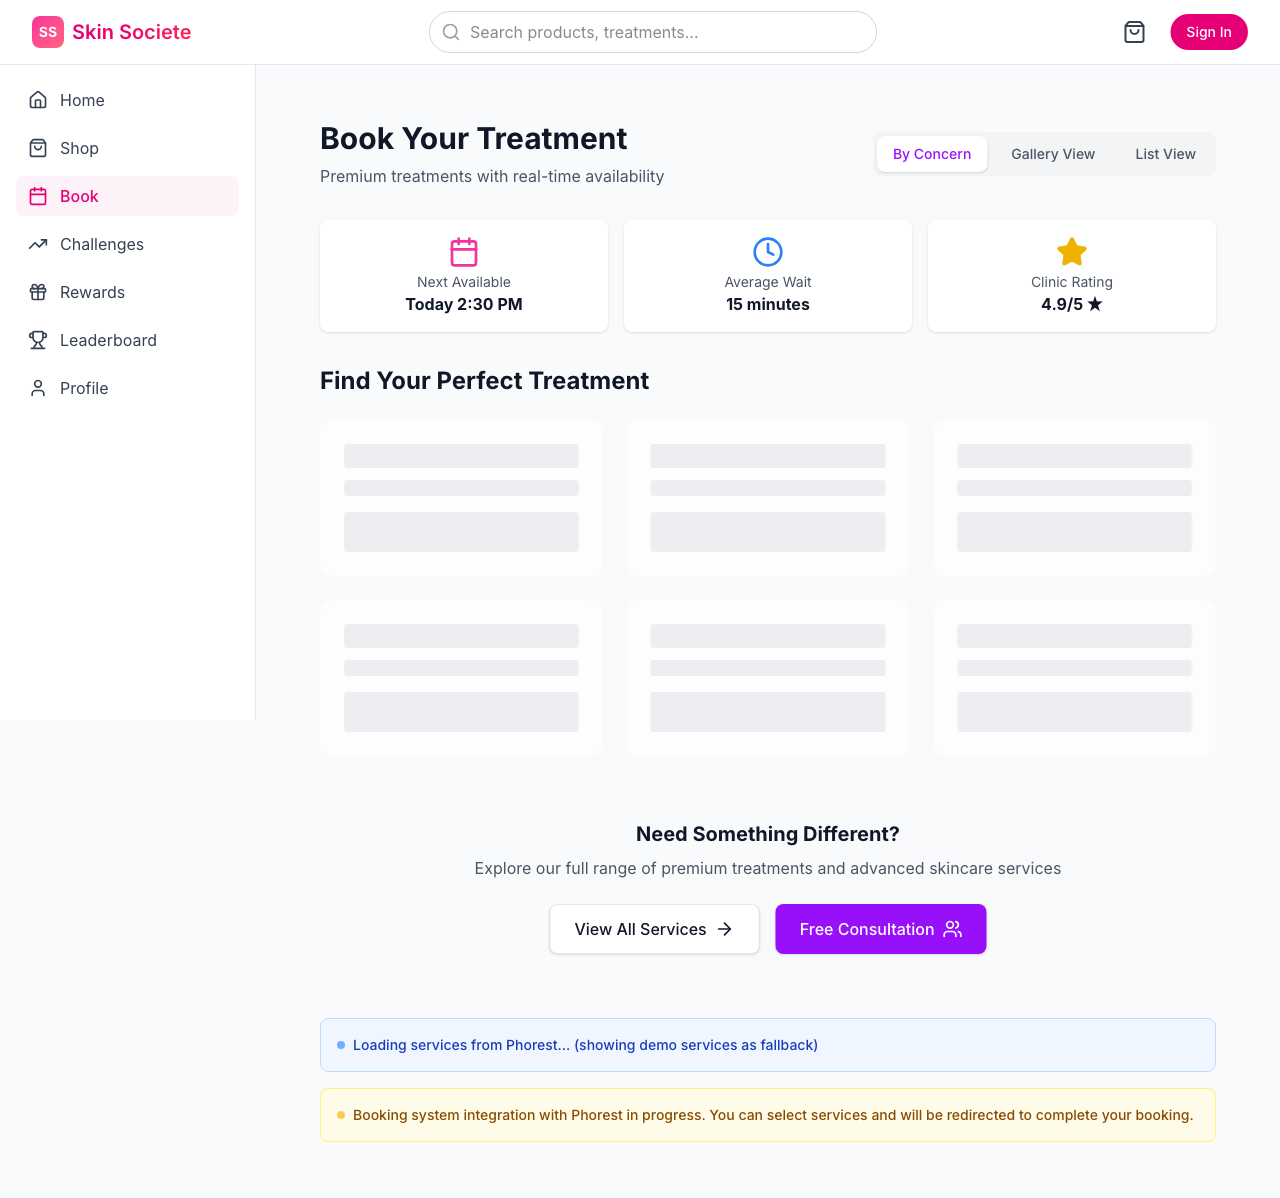 SS Skin Societe
Search products, treatments...
Sign In
Home
Shop
Book
Challenges
Rewards
Leaderboard
Profile
Book Your Treatment
Premium treatments with real-time availability
By Concern
Gallery View
List View
Next Available
Today 2:30 PM
Average Wait
15 minutes
Clinic Rating
4.9/5 ★
Find Your Perfect Treatment
Need Something Different?
Explore our full range of premium treatments and advanced skincare services
View All Services
Free Consultation
Loading services from Phorest... (showing demo services as fallback)
Booking system integration with Phorest in progress. You can select services and will be redirected to complete your booking.